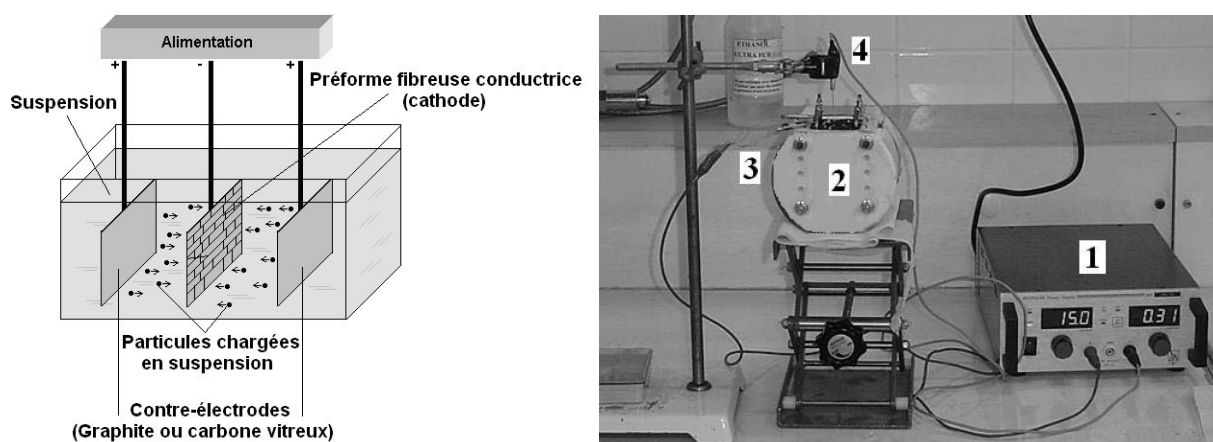 Alimentation
+
-
+
Préforme fibreuse conductrice
(cathode)
Suspension
Particules chargées
en suspension
Contre-électrodes
(Graphite ou carbone vitreux)
ETHANOL
4
3
2
1
15.0
0.31